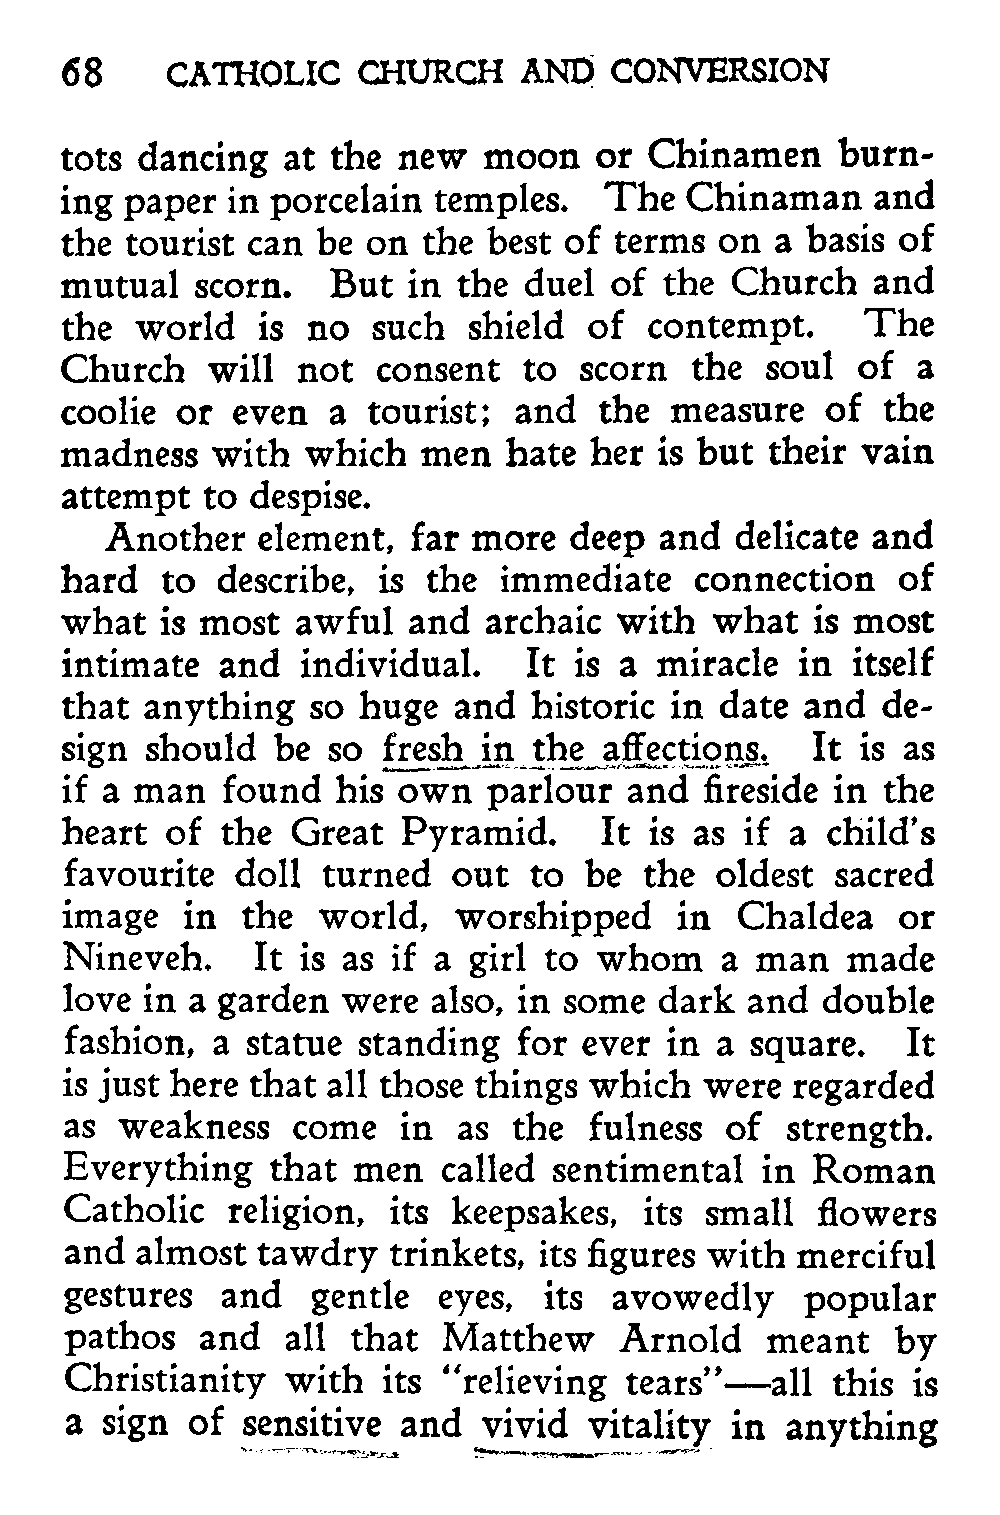 68 CATHOLIC CHURCH AND CONVERSION
tots dancing at the new moon or Chinamen burn-
ing paper in porcelain temples. The Chinaman and
the tourist can be on the best of terms on a basis of
mutual scorn. But in the duel of the Church and
the world is no such shield of contempt. The
Church will not consent to scorn the soul of a
coolie or even a tourist; and the measure of the
madness with which men hate her is but their vain
attempt to despise.
Another element, far more deep and delicate and
hard to describe, is the immediate connection of
what is most awful and archaic with what is most
intimate and individual. It is a miracle in itself
that anything so huge and historic in date and de-
sign should be so fresh in the affections. It is as
if a man found his own parlour and fireside in the
heart of the Great Pyramid. It is as if a child's
favourite doll turned out to be the oldest sacred
image in the world, worshipped in Chaldea or
Nineveh. It is as if a girl to whom a man made
love in a garden were also, in some dark and double
fashion, a statue standing for ever in a square. It
is just here that all those things which were regarded
as weakness come in as the fulness of strength.
Everything that men called sentimental in Roman
Catholic religion, its keepsakes, its small flowers
and almost tawdry trinkets, its figures with merciful
gestures and gentle eyes, its avowedly popular
pathos and all that Matthew Arnold meant by
Christianity with its "relieving tears"—all this is
a sign of sensitive and vivid vitality in anything